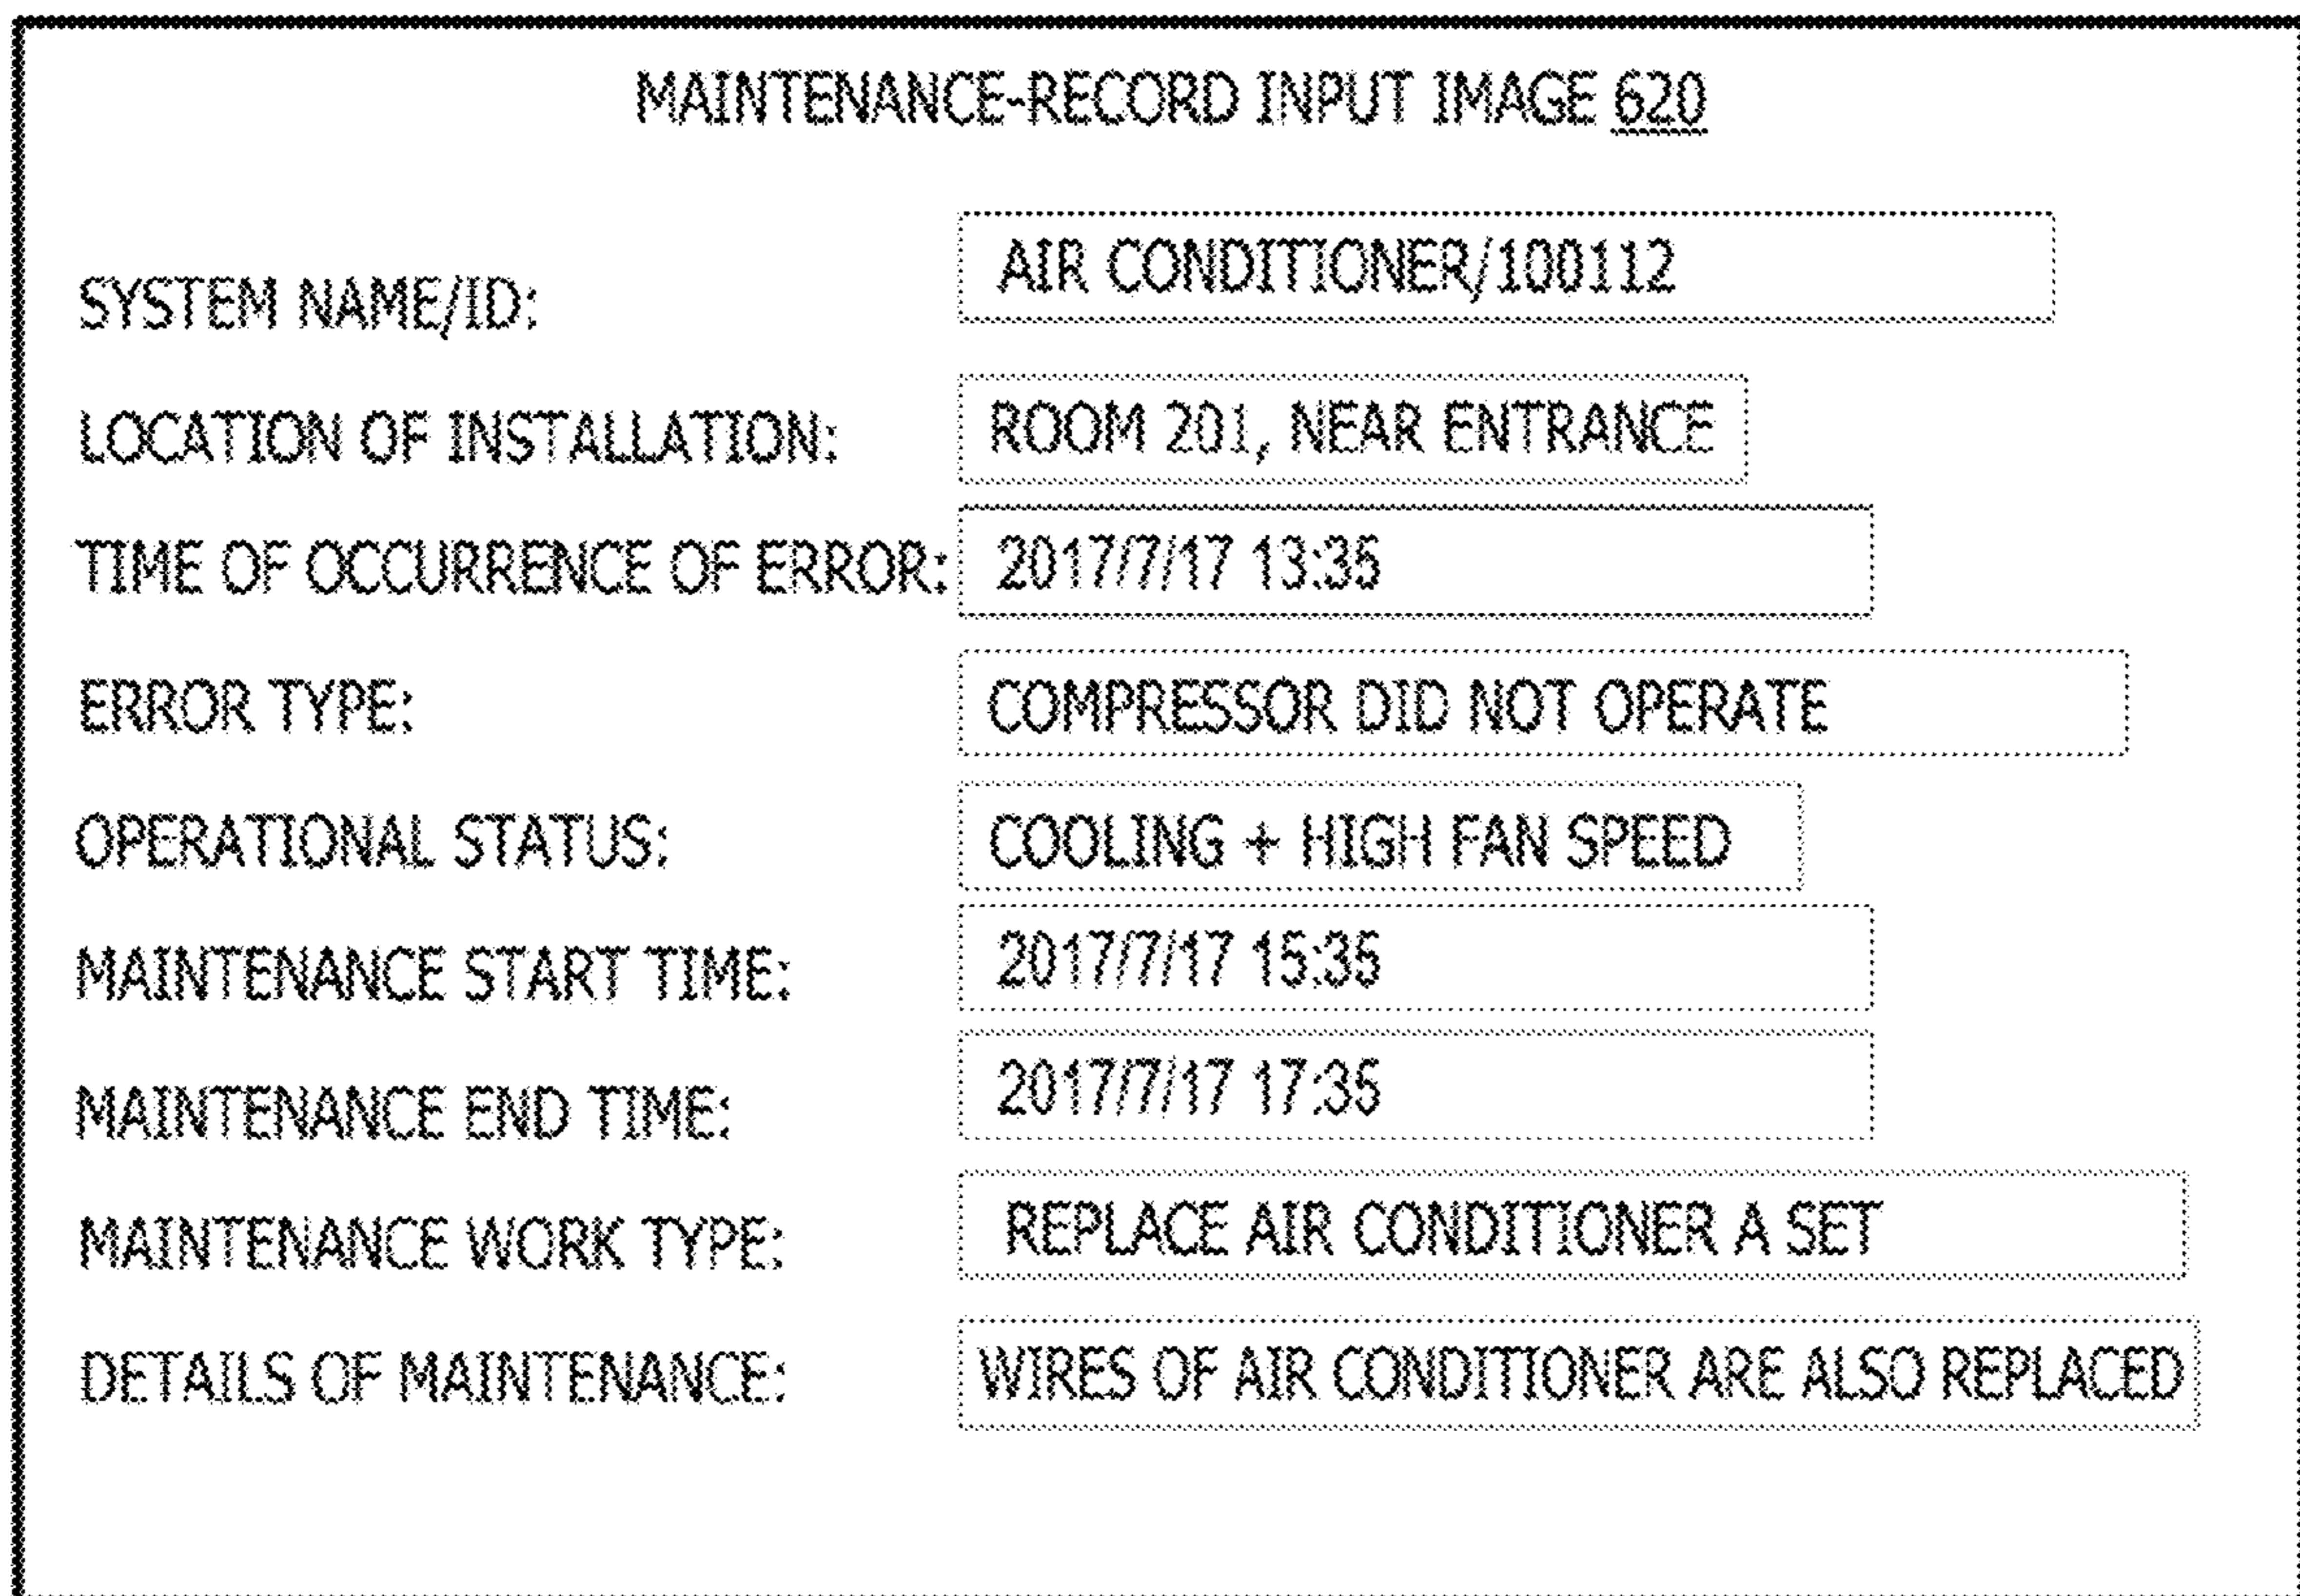 MAINTENANCE-RECORD INPUT IMAGE 620
SYSTEM NAME/ID: AIR CONDITIONER/100112
LOCATION OF INSTALLATION: ROOM 201, NEAR ENTRANCE
TIME OF OCCURRENCE OF ERROR: 2017/7/17 13:35
ERROR TYPE: COMPRESSOR DID NOT OPERATE
OPERATIONAL STATUS: COOLING + HIGH FAN SPEED
MAINTENANCE START TIME: 2017/7/17 15:35
MAINTENANCE END TIME: 2017/7/17 17:35
MAINTENANCE WORK TYPE: REPLACE AIR CONDITIONER A SET
DETAILS OF MAINTENANCE: WIRES OF AIR CONDITIONER ARE ALSO REPLACED